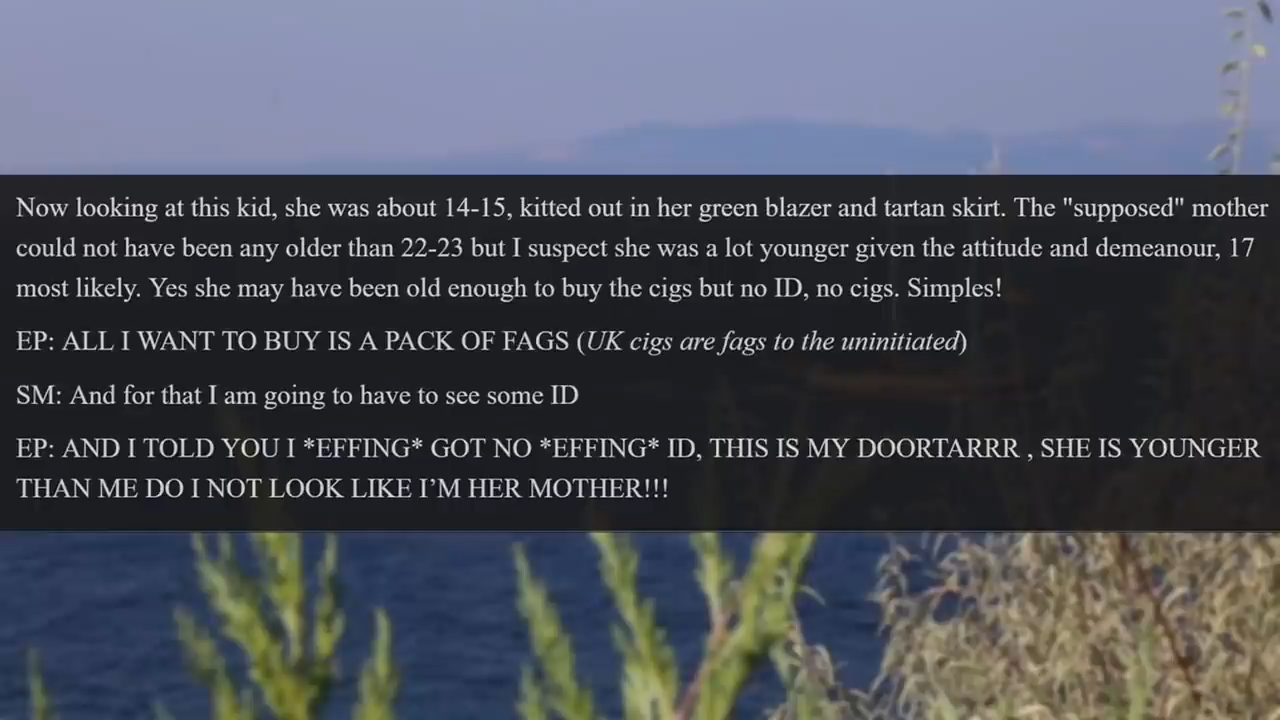 Now looking at this kid, she was about 14-15, kitted out in her green blazer and tartan skirt. The "supposed" mother
could not have been any older than 22-23 but I suspect she was a lot younger given the attitude and demeanour, 17
most likely. Yes she may have been old enough to buy the cigs but no ID, no cigs. Simples!
EP: ALL I WANT TO BUY IS A PACK OF FAGS (UK cigs are fags to the uninitiated)
SM: And for that I am going to have to see some ID
EP: AND I TOLD YOU I *EFFING* GOT NO *EFFING* ID, THIS IS MY DOORTARRR , SHE IS YOUNGER
THAN ME DO I NOT LOOK LIKE I’M HER MOTHER!!!